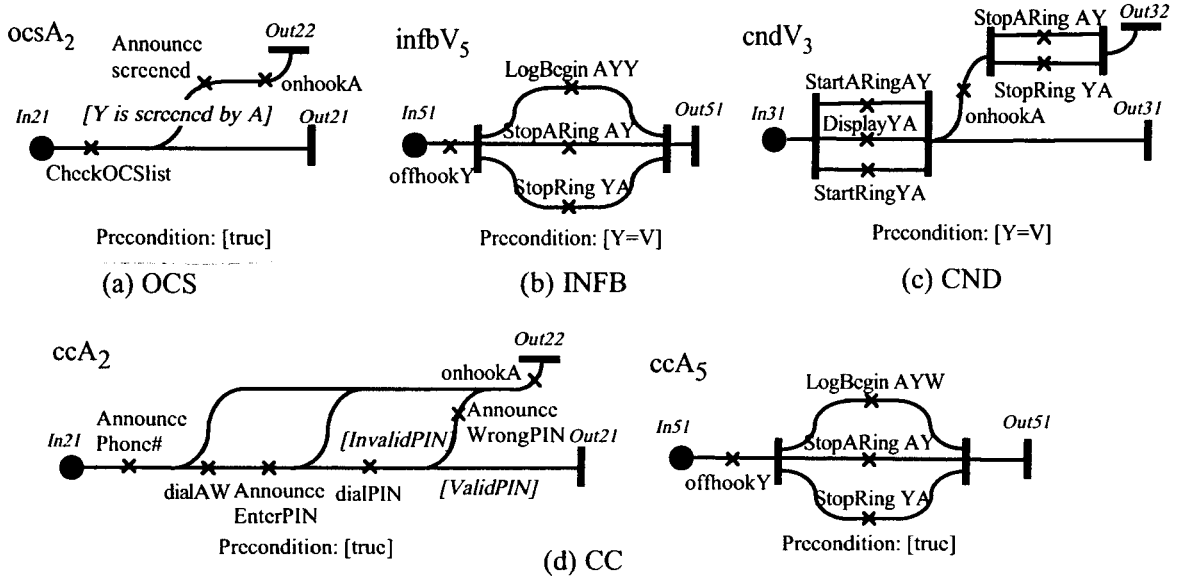 ocsA2
Announce
screened
Out22
onhookA
In21
[Y is screened by A]
Out21
CheckOCSlist
Precondition: [true]
(a) OCS
infbV5
LogBegin AYY
In51
StopARing AY
Out51
offhookY
StopRing YA
Precondition: [Y=V]
(b) INFB
cndV3
StopARing AY
Out32
StopRing YA
StartARingAY
onhookA
In31
DisplayYA
Out31
StartRingYA
Precondition: [Y=V]
(c) CND
ccA2
Out22
onhookA
Announce
Phone#
Announce
WrongPIN
In21
[InvalidPIN]
Out21
dialAW
Announce
EnterPIN
dialPIN
[ValidPIN]
Precondition: [true]
ccA5
LogBegin AYW
In51
StopARing AY
Out51
offhookY
StopRing YA
Precondition: [true]
(d) CC